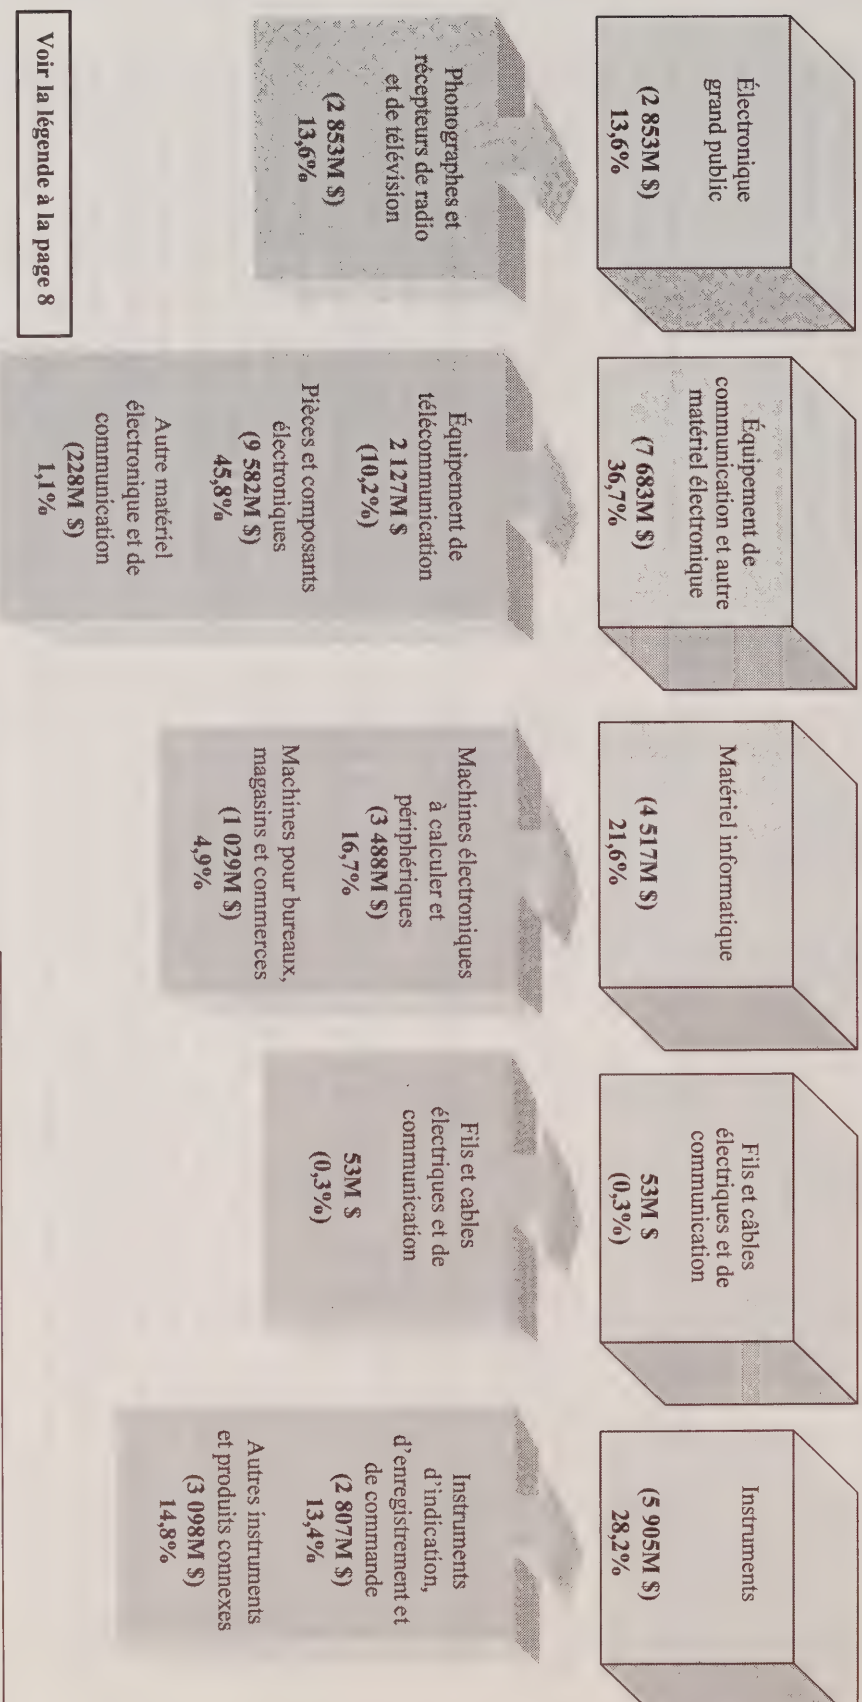 Électronique
grand public
(2 853M $)
13,6%
Équipement de
communication et autre
matériel électronique
(7 683M $)
36,7%
Matériel informatique
(4 517M $)
21,6%
Fils et câbles
électriques et de
communication
53M $
(0,3%)
Instruments
(5 905M $)
28,2%
Phonographes et
récepteurs de radio
et de télévision
(2 853M $)
13,6%
Équipement de
télécommunication
2 127M $
(10,2%)
Pièces et composants
électroniques
(9 582M $)
45,8%
Autre matériel
électronique et de
communication
(228M $)
1,1%
Machines électroniques
à calculer et
périphériques
(3 488M $)
16,7%
Machines pour bureaux,
magasins et commerces
(1 029M $)
4,9%
Fils et cables
électriques et de
communication
53M $
(0,3%)
Instruments
d'indication,
d'enregistrement et
de commande
(2 807M $)
13,4%
Autres instruments
et produits connexes
(3 098M $)
14,8%
Voir la légende à la page 8